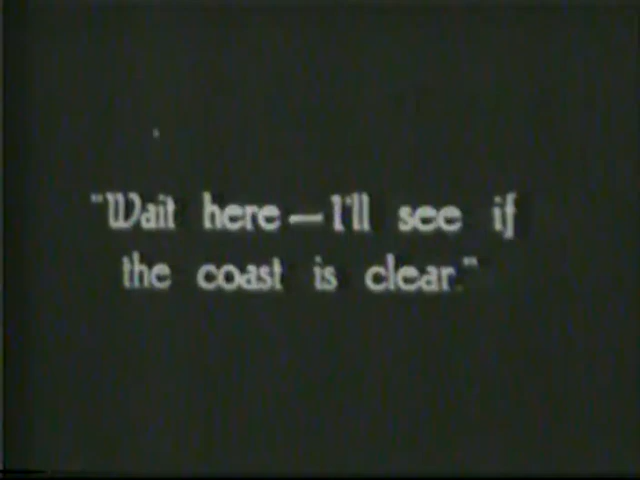 "Wait here — I'll see if
the coast is clear."